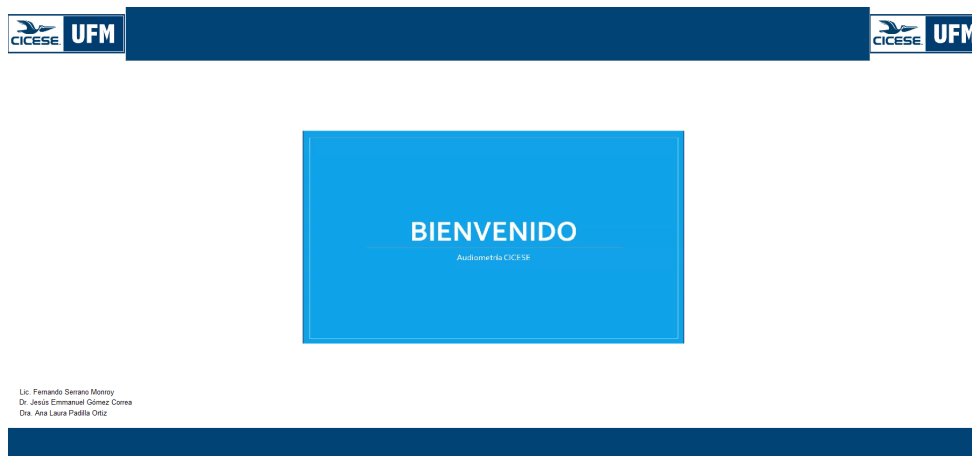 CICESE UFM
CICESE UFM
BIENVENIDO
Audiometría CICESE
Lic. Fernando Serrano Monroy
Dr. Jesús Emmanuel Gómez Correa
Dra. Ana Laura Padilla Ortiz